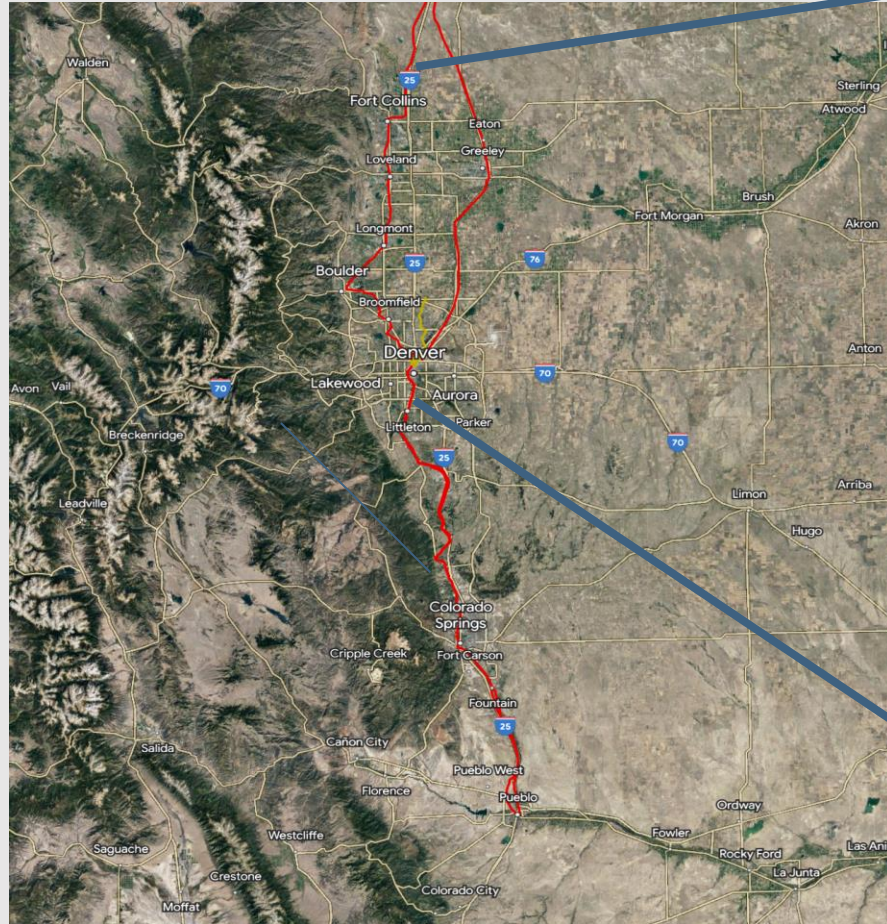 Walden
25
Sterling
Fort Collins
Atwood
Eaton
Greeley
Loveland
Brush
Fort Morgan
Akron
Longmont
Boulder
25
76
Broomfield
Denver
Anton
70
Lakewood
Avon
Vail
70
Aurora
Littleton
Parker
Breckenridge
70
25
Arriba
Limon
Leadville
Hugo
Colorado
Springs
Cripple Creek
Fort Carson
Fountain
25
Cañon City
Salida
Pueblo West
Florence
Pueblo
Ordway
Fowler
Westcliffe
Saguache
Rocky Ford
Las Ani
La Junta
Crestone
Colorado City
Moffat